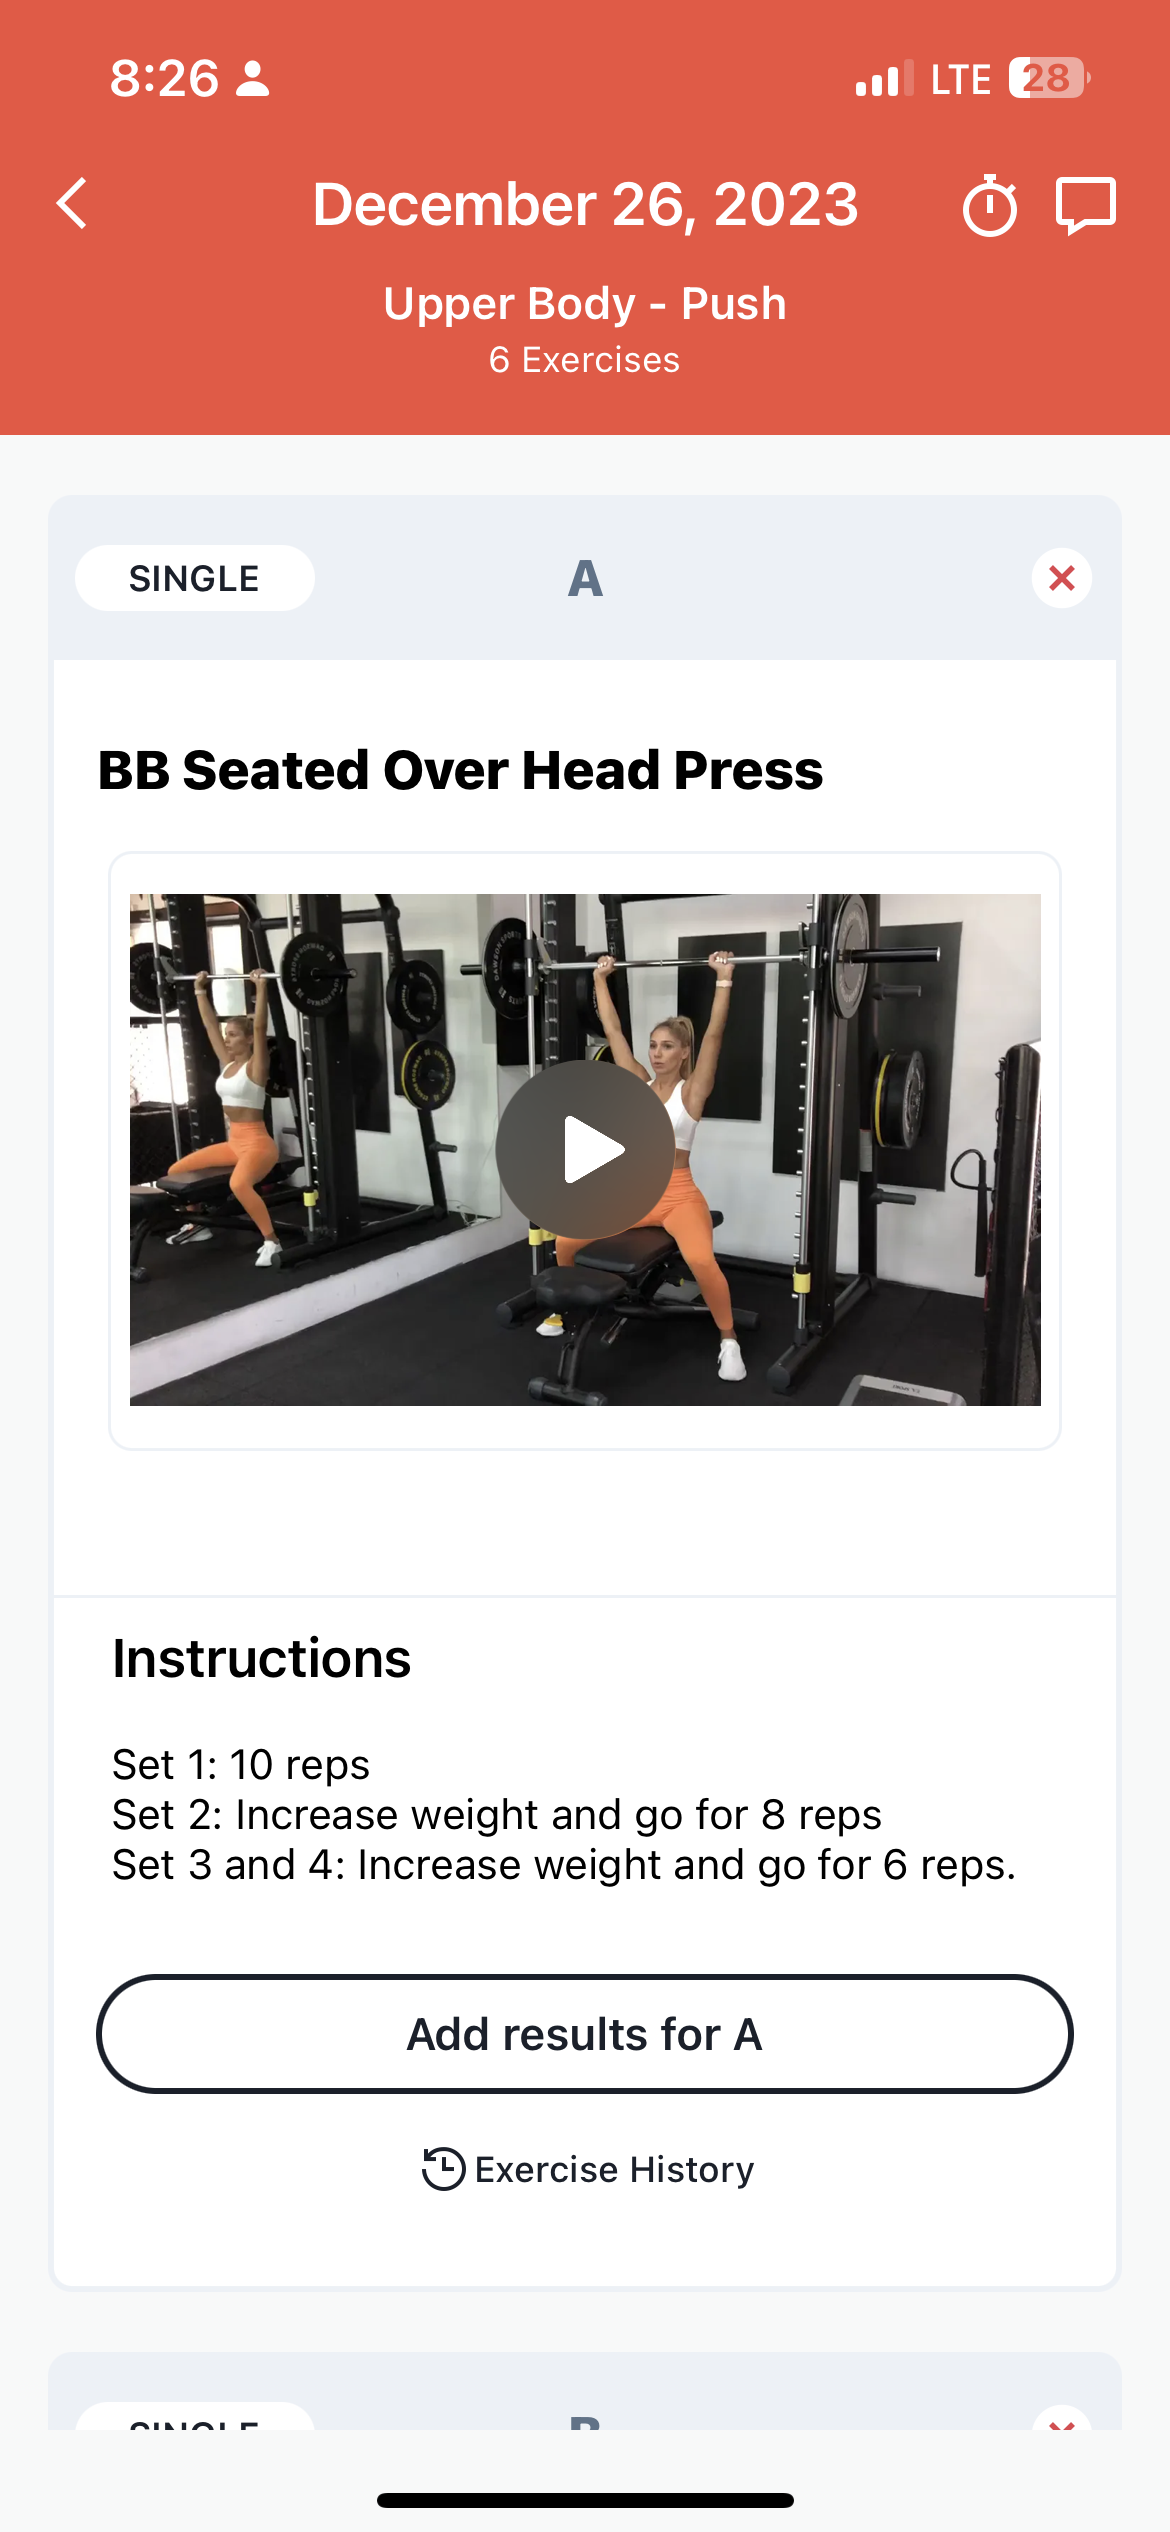 8:26
LTE 28
December 26, 2023
Upper Body - Push
6 Exercises
SINGLE
A
BB Seated Over Head Press
Instructions
Set 1: 10 reps
Set 2: Increase weight and go for 8 reps
Set 3 and 4: Increase weight and go for 6 reps.
Add results for A
Exercise History
SINGLE
B